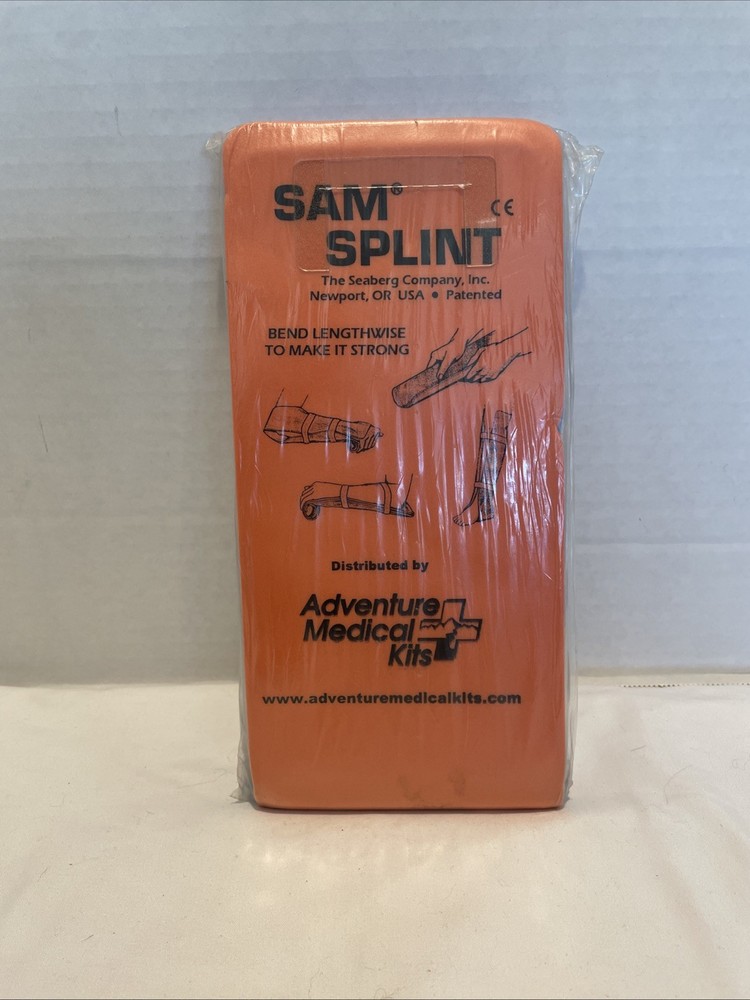 SAM®
CE
SPLINT
The Seaberg Company, Inc.
Newport, OR USA • Patented
BEND LENGTHWISE
TO MAKE IT STRONG
Distributed by
Adventure
Medical
Kits
www.adventuremedicalkits.com